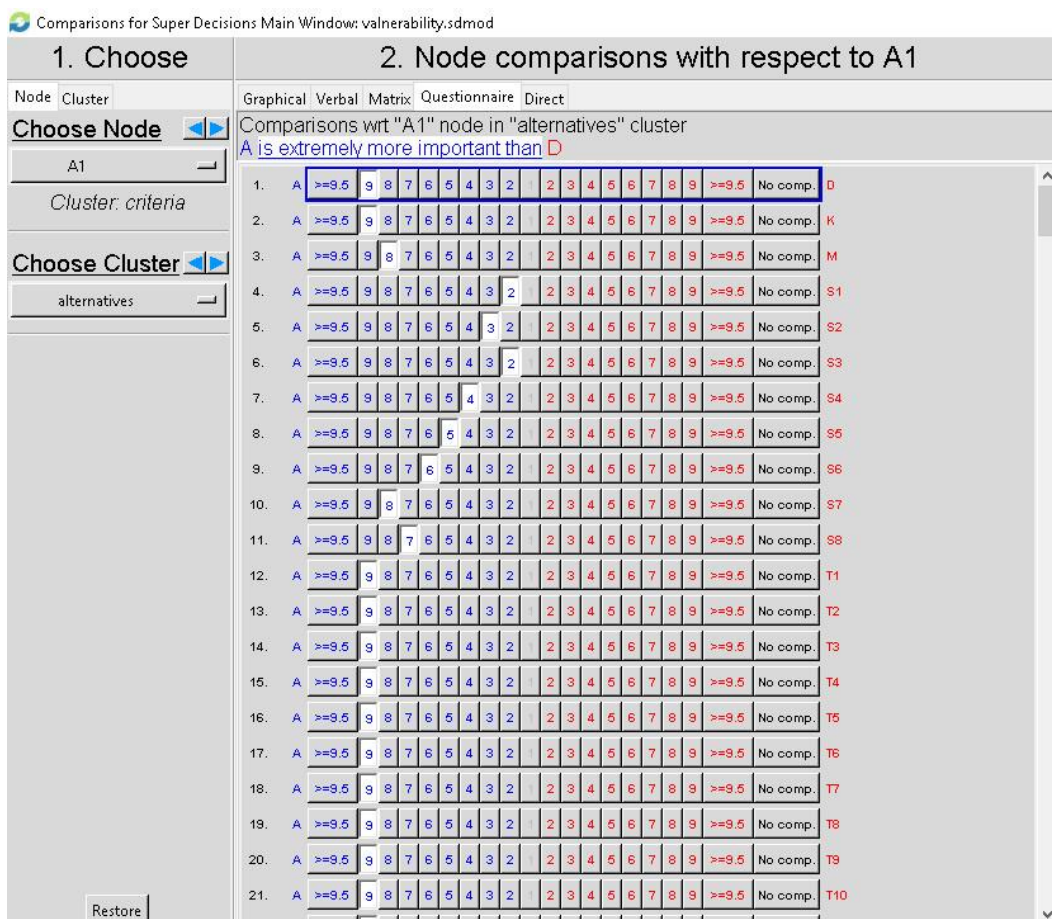 Comparisons for Super Decisions Main Window: valnerability.sdmod
1. Choose
2. Node comparisons with respect to A1
Node Cluster
Graphical Verbal Matrix Questionnaire Direct
Choose Node
A1
Cluster: criteria
Choose Cluster
alternatives
Comparisons wrt "A1" node in "alternatives" cluster
A is extremely more important than D
1. A >=9.5 9 8 7 6 5 4 3 2 1 2 3 4 5 6 7 8 9 >=9.5 No comp. D
2. A >=9.5 9 8 7 6 5 4 3 2 1 2 3 4 5 6 7 8 9 >=9.5 No comp. K
3. A >=9.5 9 8 7 6 5 4 3 2 1 2 3 4 5 6 7 8 9 >=9.5 No comp. M
4. A >=9.5 9 8 7 6 5 4 3 2 1 2 3 4 5 6 7 8 9 >=9.5 No comp. S1
5. A >=9.5 9 8 7 6 5 4 3 2 1 2 3 4 5 6 7 8 9 >=9.5 No comp. S2
6. A >=9.5 9 8 7 6 5 4 3 2 1 2 3 4 5 6 7 8 9 >=9.5 No comp. S3
7. A >=9.5 9 8 7 6 5 4 3 2 1 2 3 4 5 6 7 8 9 >=9.5 No comp. S4
8. A >=9.5 9 8 7 6 5 4 3 2 1 2 3 4 5 6 7 8 9 >=9.5 No comp. S5
9. A >=9.5 9 8 7 6 5 4 3 2 1 2 3 4 5 6 7 8 9 >=9.5 No comp. S6
10. A >=9.5 9 8 7 6 5 4 3 2 1 2 3 4 5 6 7 8 9 >=9.5 No comp. S7
11. A >=9.5 9 8 7 6 5 4 3 2 1 2 3 4 5 6 7 8 9 >=9.5 No comp. S8
12. A >=9.5 9 8 7 6 5 4 3 2 1 2 3 4 5 6 7 8 9 >=9.5 No comp. T1
13. A >=9.5 9 8 7 6 5 4 3 2 1 2 3 4 5 6 7 8 9 >=9.5 No comp. T2
14. A >=9.5 9 8 7 6 5 4 3 2 1 2 3 4 5 6 7 8 9 >=9.5 No comp. T3
15. A >=9.5 9 8 7 6 5 4 3 2 1 2 3 4 5 6 7 8 9 >=9.5 No comp. T4
16. A >=9.5 9 8 7 6 5 4 3 2 1 2 3 4 5 6 7 8 9 >=9.5 No comp. T5
17. A >=9.5 9 8 7 6 5 4 3 2 1 2 3 4 5 6 7 8 9 >=9.5 No comp. T6
18. A >=9.5 9 8 7 6 5 4 3 2 1 2 3 4 5 6 7 8 9 >=9.5 No comp. T7
19. A >=9.5 9 8 7 6 5 4 3 2 1 2 3 4 5 6 7 8 9 >=9.5 No comp. T8
20. A >=9.5 9 8 7 6 5 4 3 2 1 2 3 4 5 6 7 8 9 >=9.5 No comp. T9
21. A >=9.5 9 8 7 6 5 4 3 2 1 2 3 4 5 6 7 8 9 >=9.5 No comp. T10
Restore